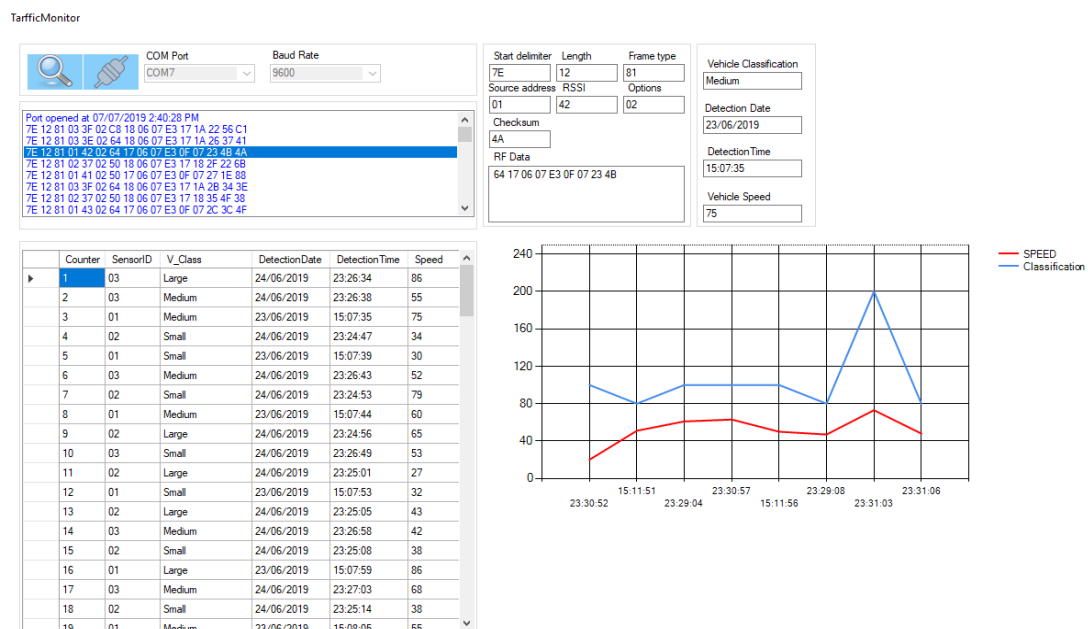 TarfficMonitor
COM Port
Baud Rate
COM7
9600
Start delimiter Length Frame type
7E 12 81
Source address RSSI Options
01 42 02
Checksum
4A
RF Data
64 17 06 07 E3 0F 07 23 4B
Vehicle Classification
Medium
Detection Date
23/06/2019
DetectionTime
15:07:35
Vehicle Speed
75
Port opened at 07/07/2019 2:40:28 PM
7E 12 81 03 3F 02 C8 18 06 07 E3 17 1A 22 56 C1
7E 12 81 03 3E 02 64 18 06 07 E3 17 1A 26 37 41
7E 12 81 01 42 02 64 17 06 07 E3 0F 07 23 4B 4A
7E 12 81 02 37 02 50 18 06 07 E3 17 18 2F 22 6B
7E 12 81 01 41 02 50 17 06 07 E3 0F 07 27 1E 88
7E 12 81 03 3F 02 64 18 06 07 E3 17 1A 2B 34 3E
7E 12 81 02 37 02 50 18 06 07 E3 17 18 35 4F 38
7E 12 81 01 43 02 64 17 06 07 E3 0F 07 2C 3C 4F
Counter SensorID V_Class DetectionDate DetectionTime Speed
1 03 Large 24/06/2019 23:26:34 86
2 03 Medium 24/06/2019 23:26:38 55
3 01 Medium 23/06/2019 15:07:35 75
4 02 Small 24/06/2019 23:24:47 34
5 01 Small 23/06/2019 15:07:39 30
6 03 Medium 24/06/2019 23:26:43 52
7 02 Small 24/06/2019 23:24:53 79
8 01 Medium 23/06/2019 15:07:44 60
9 02 Large 24/06/2019 23:24:56 65
10 03 Small 24/06/2019 23:26:49 53
11 02 Large 24/06/2019 23:25:01 27
12 01 Small 23/06/2019 15:07:53 32
13 02 Large 24/06/2019 23:25:05 43
14 03 Medium 24/06/2019 23:26:58 42
15 02 Small 24/06/2019 23:25:08 38
16 01 Large 23/06/2019 15:07:59 86
17 03 Medium 24/06/2019 23:27:03 68
18 02 Small 24/06/2019 23:25:14 38
19 01 Medium 23/06/2019 15:08:05 55
240
200
160
120
80
40
0
15:11:51 23:30:57 23:29:08 23:31:06
23:30:52 23:29:04 15:11:56 23:31:03
SPEED
Classification